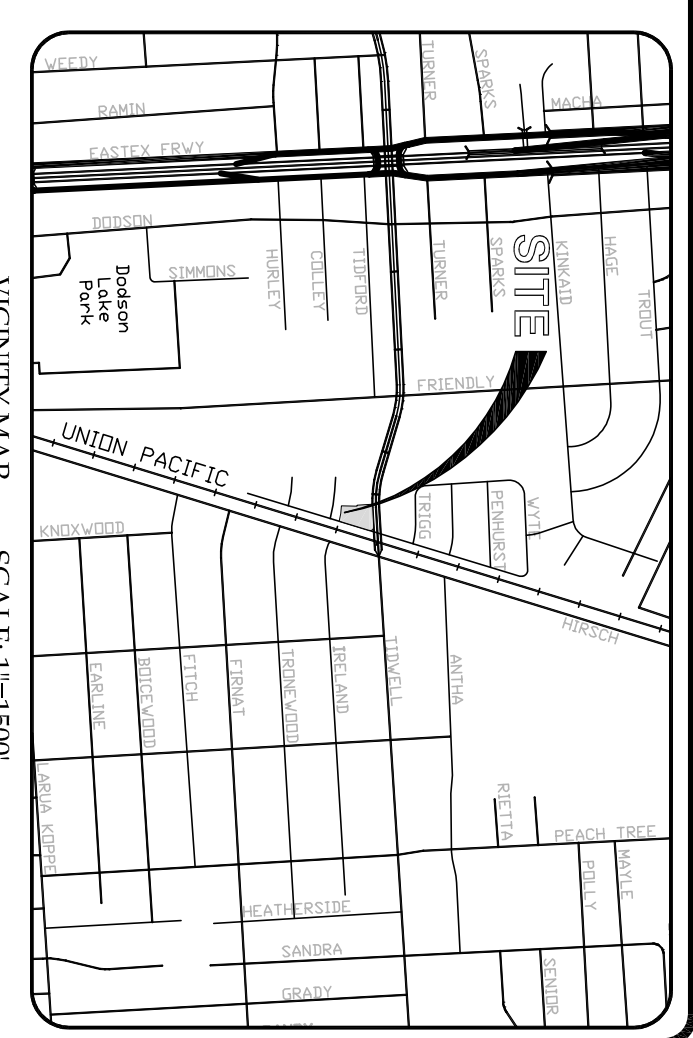 WEEDY
RAMIN
EASTEX FRWY
TURNER
SPARKS
MACHA
DODSON
SIMMONS
Dodson
Lake
Park
HURLEY
COLLEY
TIDFORD
TURNER
SPARKS
SITE
KINKAID
HAGE
TROUT
FRIENDLY
UNION PACIFIC
KNOXWOOD
TRIGG
PENHURST
WYTE
HIRSCH
EARLINE
BOICEWOOD
FITCH
FIRNAT
TRONEWOOD
IRELAND
TIDWELL
ANTHA
LARUA KOPPE
RIETTA
PEACH TREE
POLLY
MAYLE
HEATHERSIDE
SANDRA
GRADY
SENIOR
VICINITY MAP
SCALE: 1"=1500'